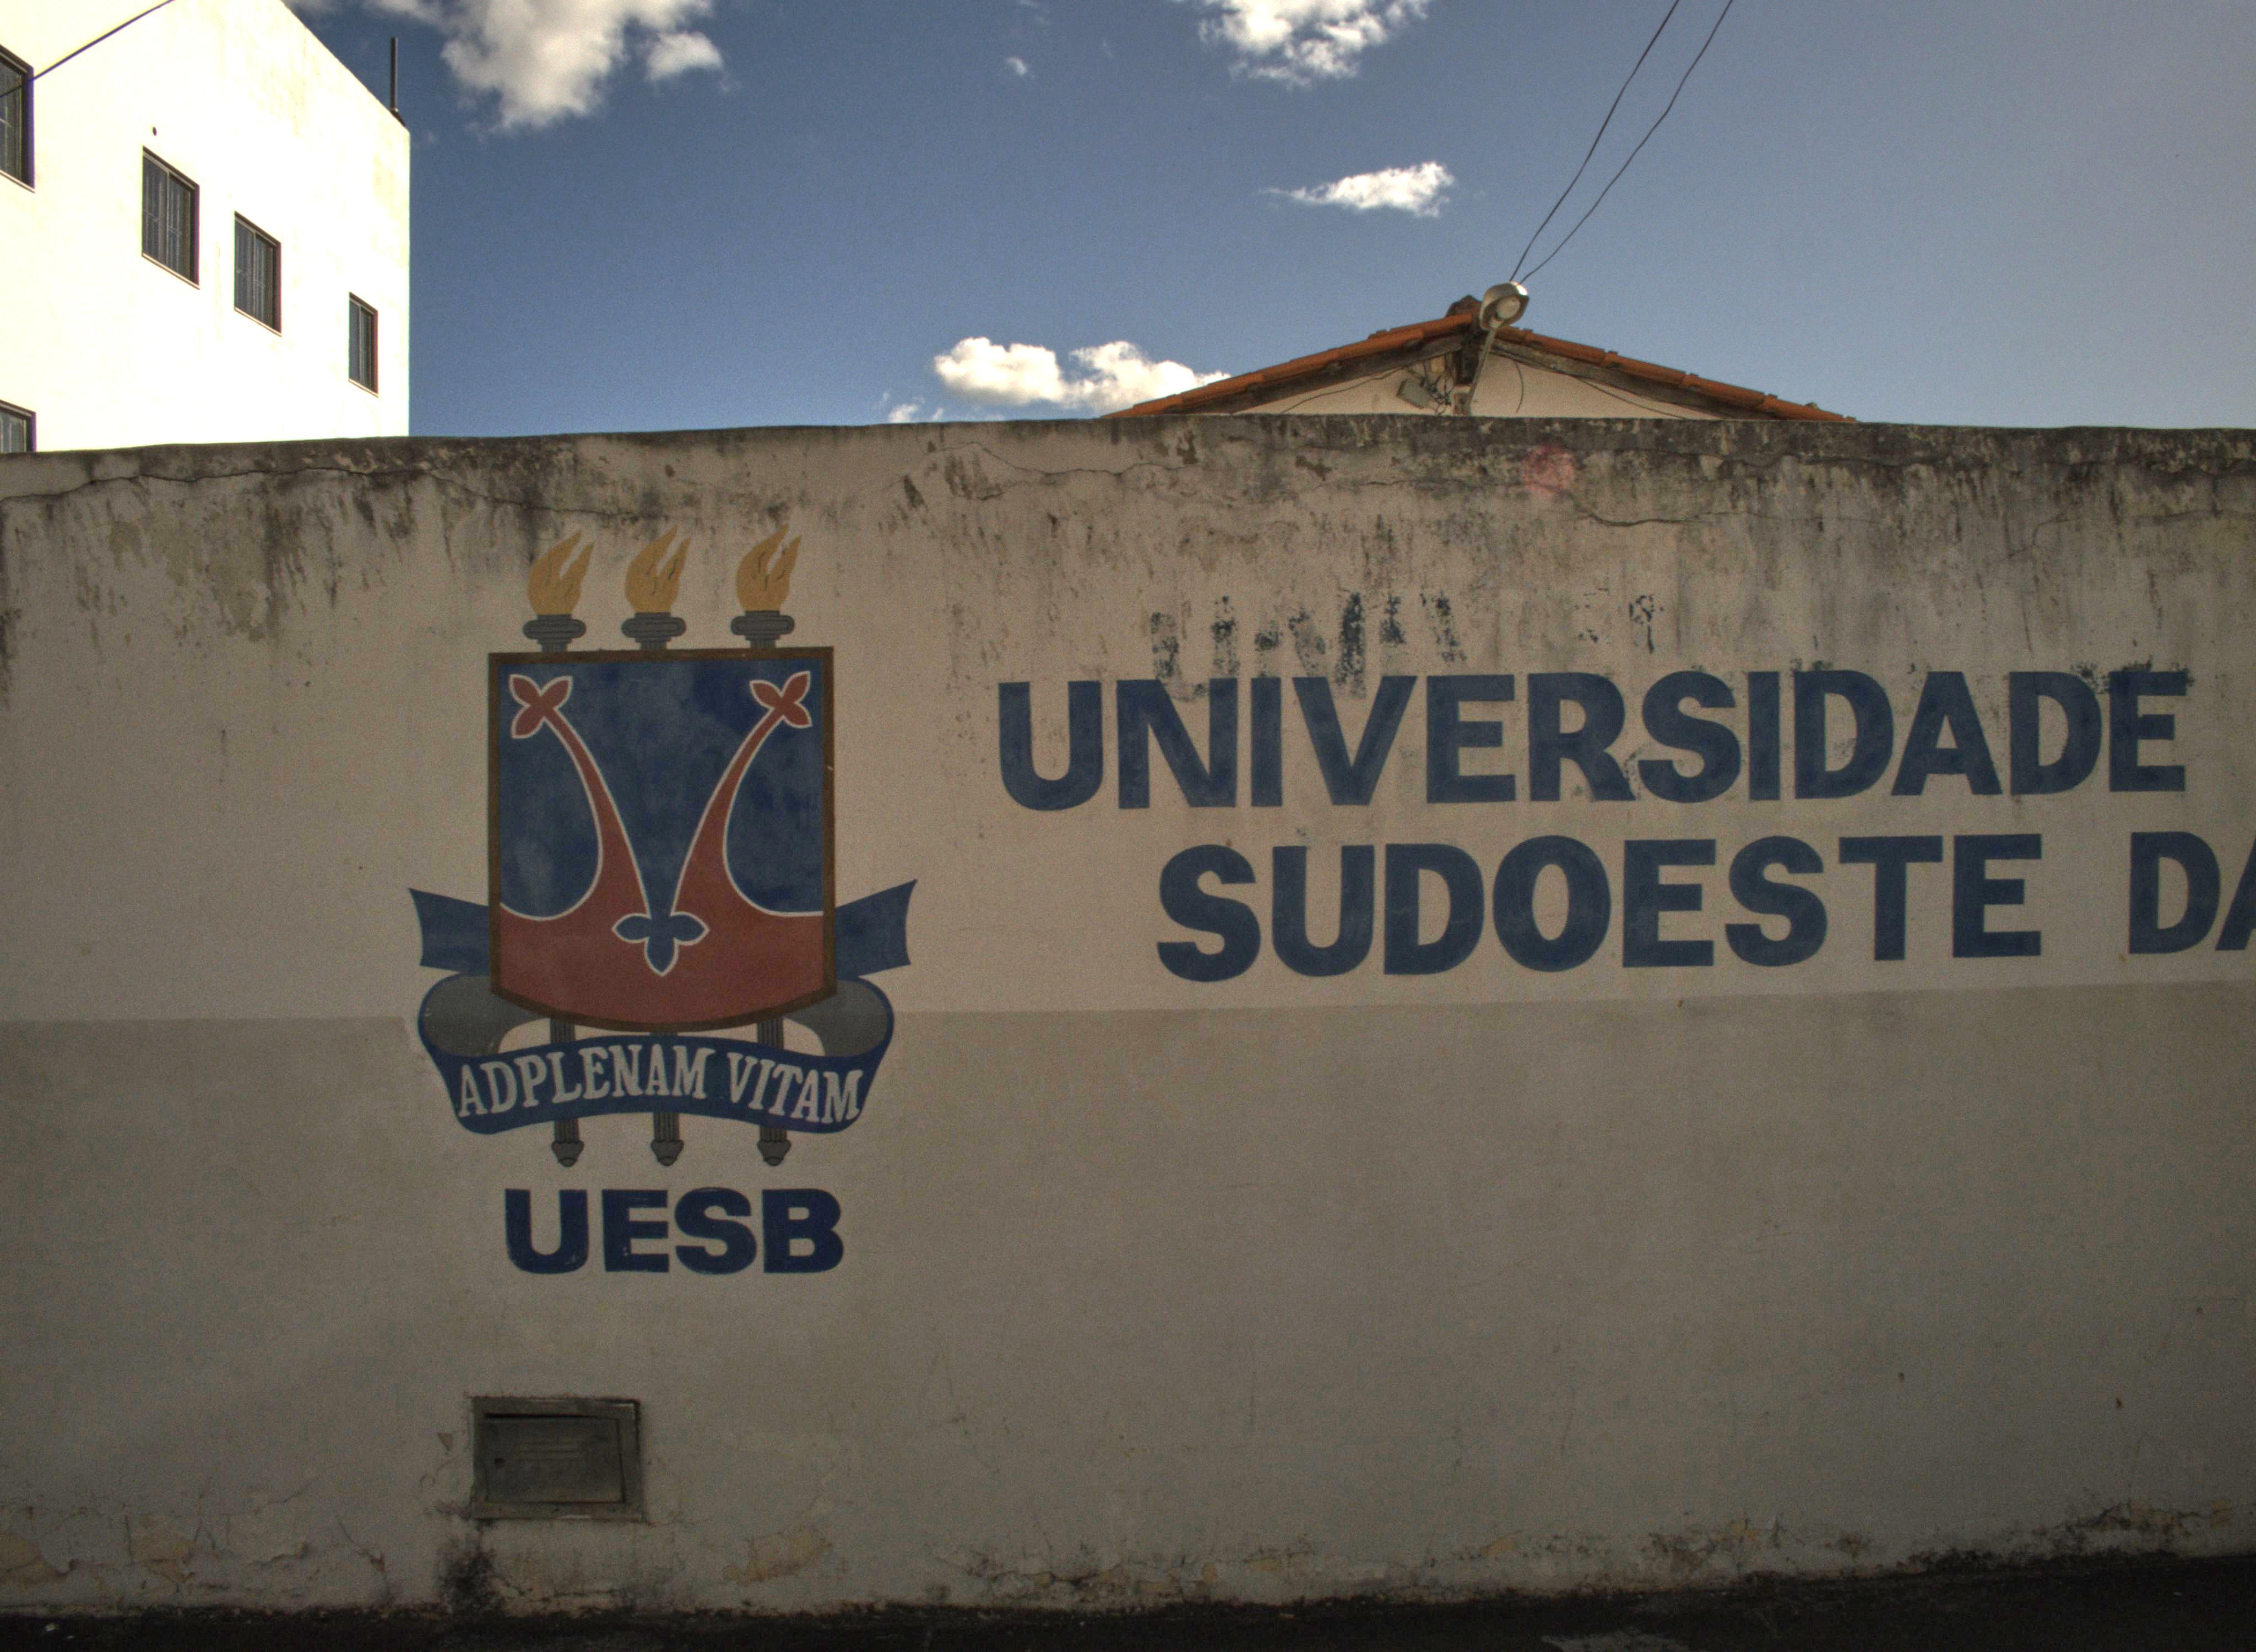 UNIVERSIDADE
SUDOESTE DA
ADPLENAM VITAM
UESB